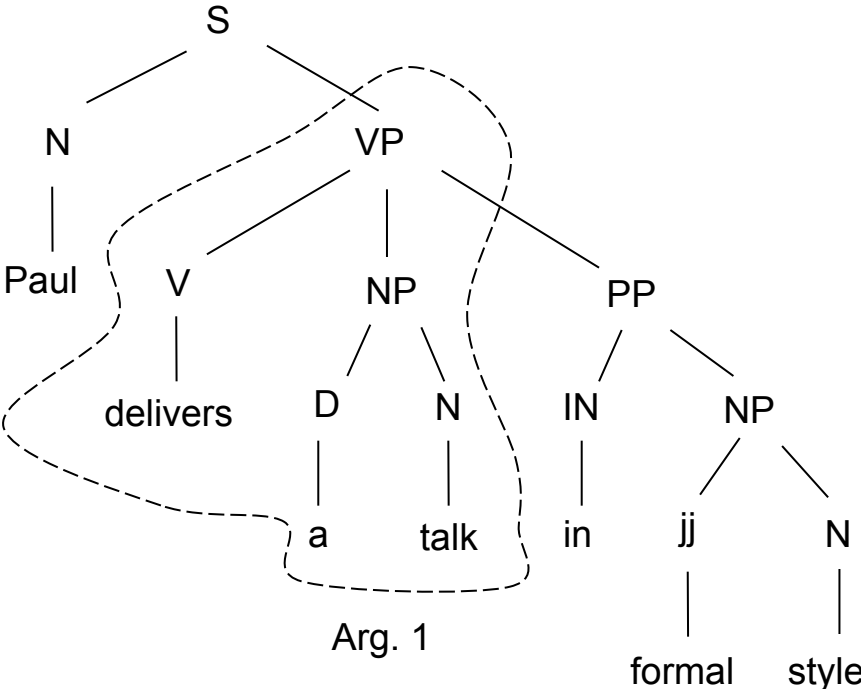 S
N VP
Paul V NP PP
delivers D N IN NP
a talk in jj N
Arg. 1
formal style